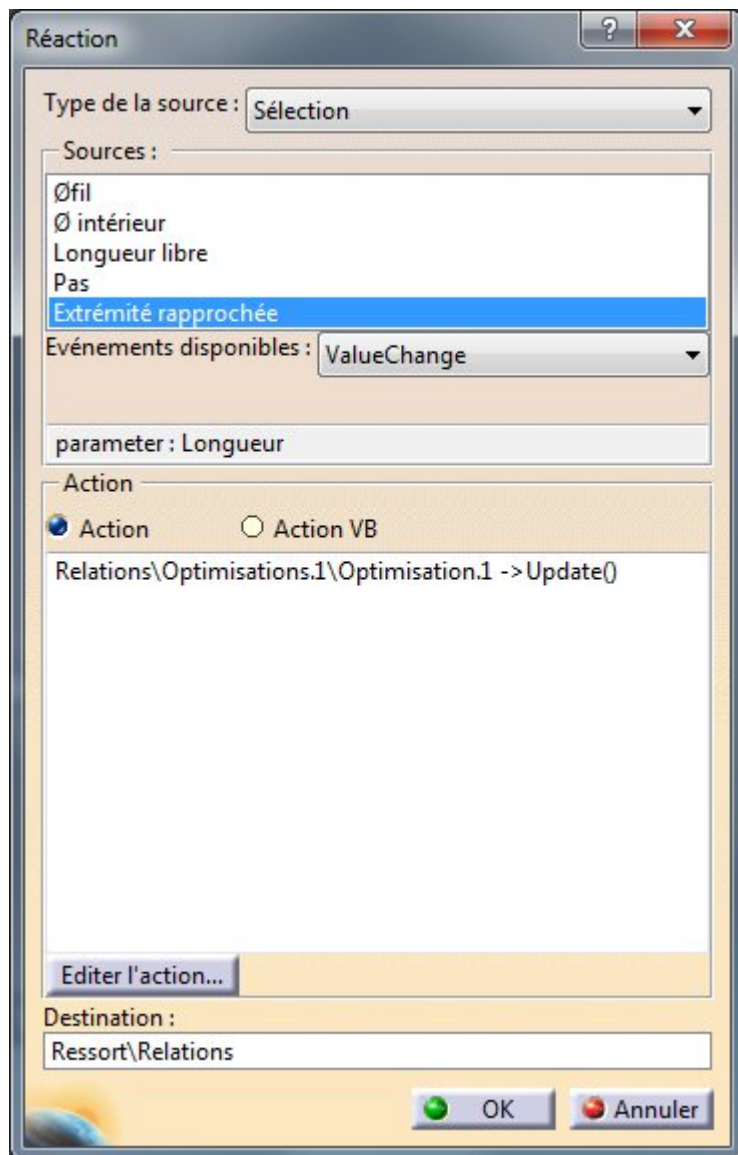 Réaction
?
Type de la source : Sélection
Sources :
Øfil
Ø intérieur
Longueur libre
Pas
Extrémité rapprochée
Evénements disponibles : ValueChange
parameter : Longueur
Action
Action Action VB
Relations\Optimisations.1\Optimisation.1 ->Update()
Editer l'action...
Destination :
Ressort\Relations
OK Annuler